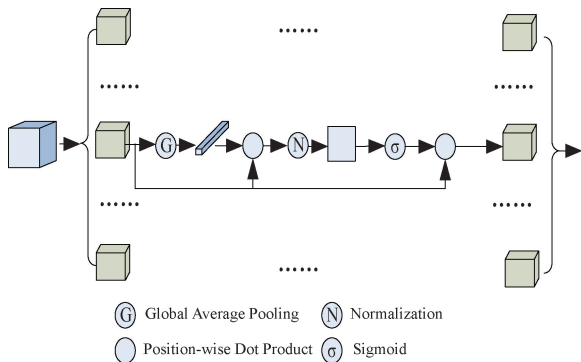 G
N
σ
G Global Average Pooling
N Normalization
Position-wise Dot Product
σ Sigmoid